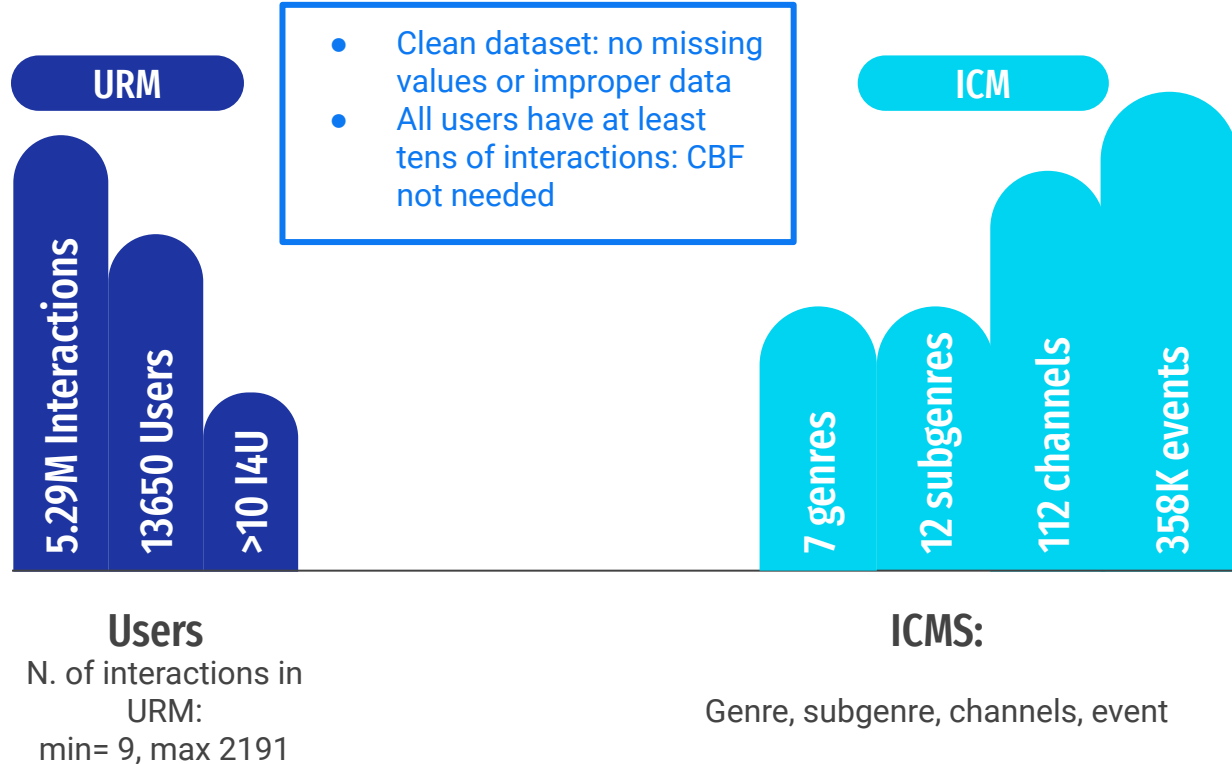 URM
● Clean dataset: no missing
values or improper data
● All users have at least
tens of interactions: CBF
not needed
ICM
5.29M Interactions
13650 Users
>10 I4U
7 genres
12 subgenres
112 channels
358K events
Users
N. of interactions in
URM:
min= 9, max 2191
ICMS:
Genre, subgenre, channels, event